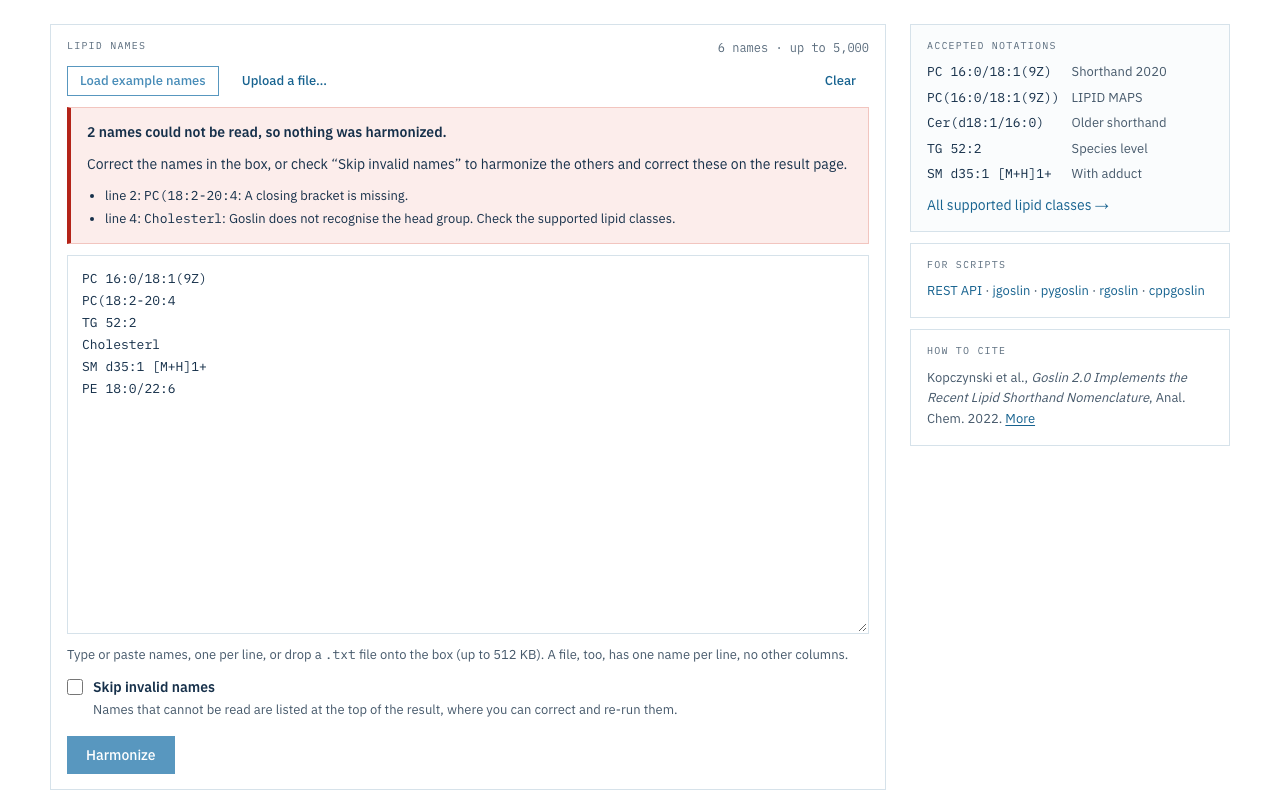 LIPID NAMES
6 names · up to 5,000
Load example names
Upload a file…
Clear
2 names could not be read, so nothing was harmonized.
Correct the names in the box, or check “Skip invalid names” to harmonize the others and correct these on the result page.
• line 2: PC(18:2-20:4: A closing bracket is missing.
• line 4: Cholesterl: Goslin does not recognise the head group. Check the supported lipid classes.
PC 16:0/18:1(9Z)
PC(18:2-20:4
TG 52:2
Cholesterl
SM d35:1 [M+H]1+
PE 18:0/22:6
Type or paste names, one per line, or drop a .txt file onto the box (up to 512 KB). A file, too, has one name per line, no other columns.
Skip invalid names
Names that cannot be read are listed at the top of the result, where you can correct and re-run them.
Harmonize
ACCEPTED NOTATIONS
PC 16:0/18:1(9Z) Shorthand 2020
PC(16:0/18:1(9Z)) LIPID MAPS
Cer(d18:1/16:0) Older shorthand
TG 52:2 Species level
SM d35:1 [M+H]1+ With adduct
All supported lipid classes →
FOR SCRIPTS
REST API · jgoslin · pygoslin · rgoslin · cppgoslin
HOW TO CITE
Kopczynski et al., Goslin 2.0 Implements the
Recent Lipid Shorthand Nomenclature, Anal.
Chem. 2022. More